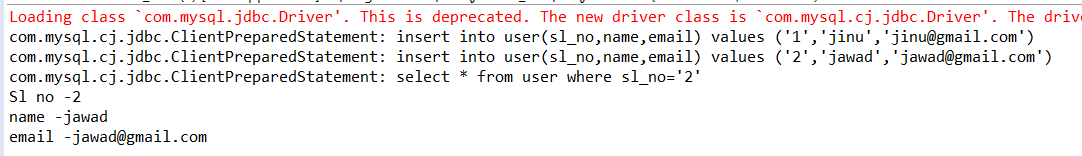 Loading class `com.mysql.jdbc.Driver'. This is deprecated. The new driver class is `com.mysql.cj.jdbc.Driver'. The drive
com.mysql.cj.jdbc.ClientPreparedStatement: insert into user(sl_no,name,email) values ('1','jinu','jinu@gmail.com')
com.mysql.cj.jdbc.ClientPreparedStatement: insert into user(sl_no,name,email) values ('2','jawad','jawad@gmail.com')
com.mysql.cj.jdbc.ClientPreparedStatement: select * from user where sl_no='2'
Sl no -2
name -jawad
email -jawad@gmail.com